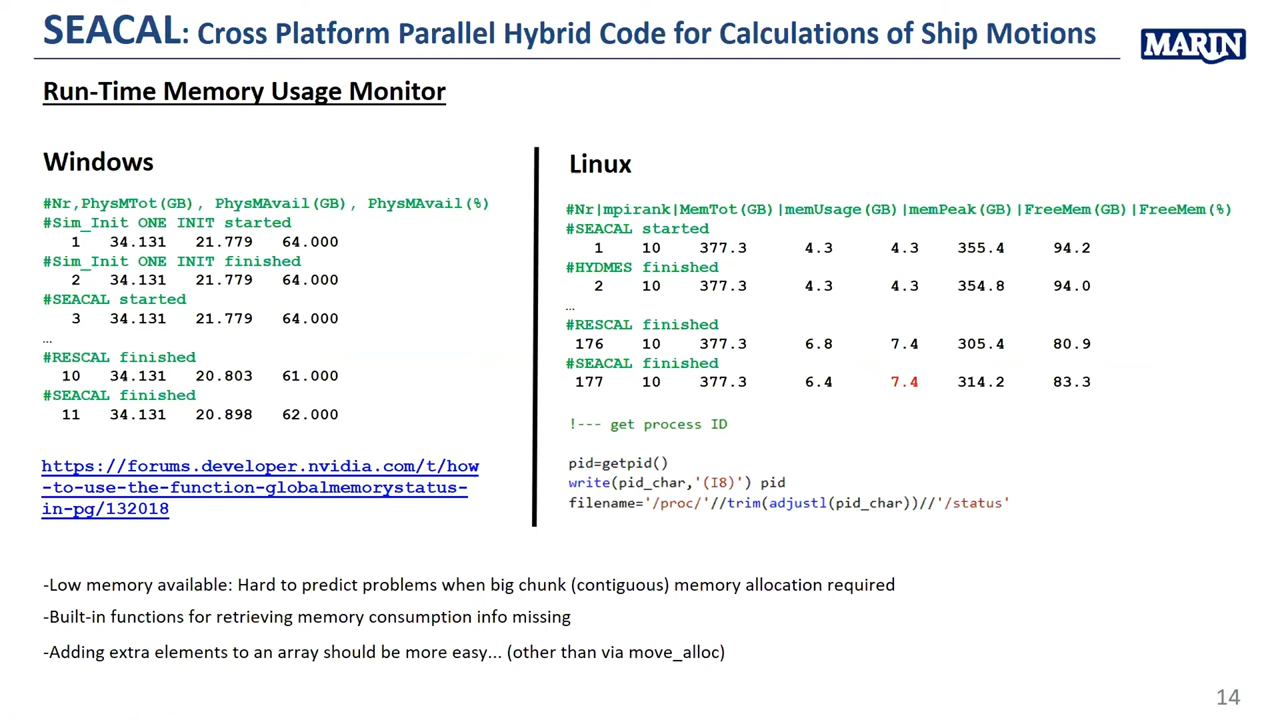 SEACAL: Cross Platform Parallel Hybrid Code for Calculations of Ship Motions
MARIN
Run-Time Memory Usage Monitor
Windows
#Nr,PhysMTot(GB), PhysMAvail(GB), PhysMAvail(%)
#Sim_Init ONE INIT started
1 34.131 21.779 64.000
#Sim_Init ONE INIT finished
2 34.131 21.779 64.000
#SEACAL started
3 34.131 21.779 64.000
…
#RESCAL finished
10 34.131 20.803 61.000
#SEACAL finished
11 34.131 20.898 62.000
https://forums.developer.nvidia.com/t/how
-to-use-the-function-globalmemorystatus-
in-pg/132018
Linux
#Nr|mpirank|MemTot(GB)|memUsage(GB)|memPeak(GB)|FreeMem(GB)|FreeMem(%)
#SEACAL started
1 10 377.3 4.3 4.3 355.4 94.2
#HYDMES finished
2 10 377.3 4.3 4.3 354.8 94.0
…
#RESCAL finished
176 10 377.3 6.8 7.4 305.4 80.9
#SEACAL finished
177 10 377.3 6.4 7.4 314.2 83.3
!--- get process ID
pid=getpid()
write(pid_char,'(I8)') pid
filename='/proc/'//trim(adjustl(pid_char))//'/status'
-Low memory available: Hard to predict problems when big chunk (contiguous) memory allocation required
-Built-in functions for retrieving memory consumption info missing
-Adding extra elements to an array should be more easy... (other than via move_alloc)
14